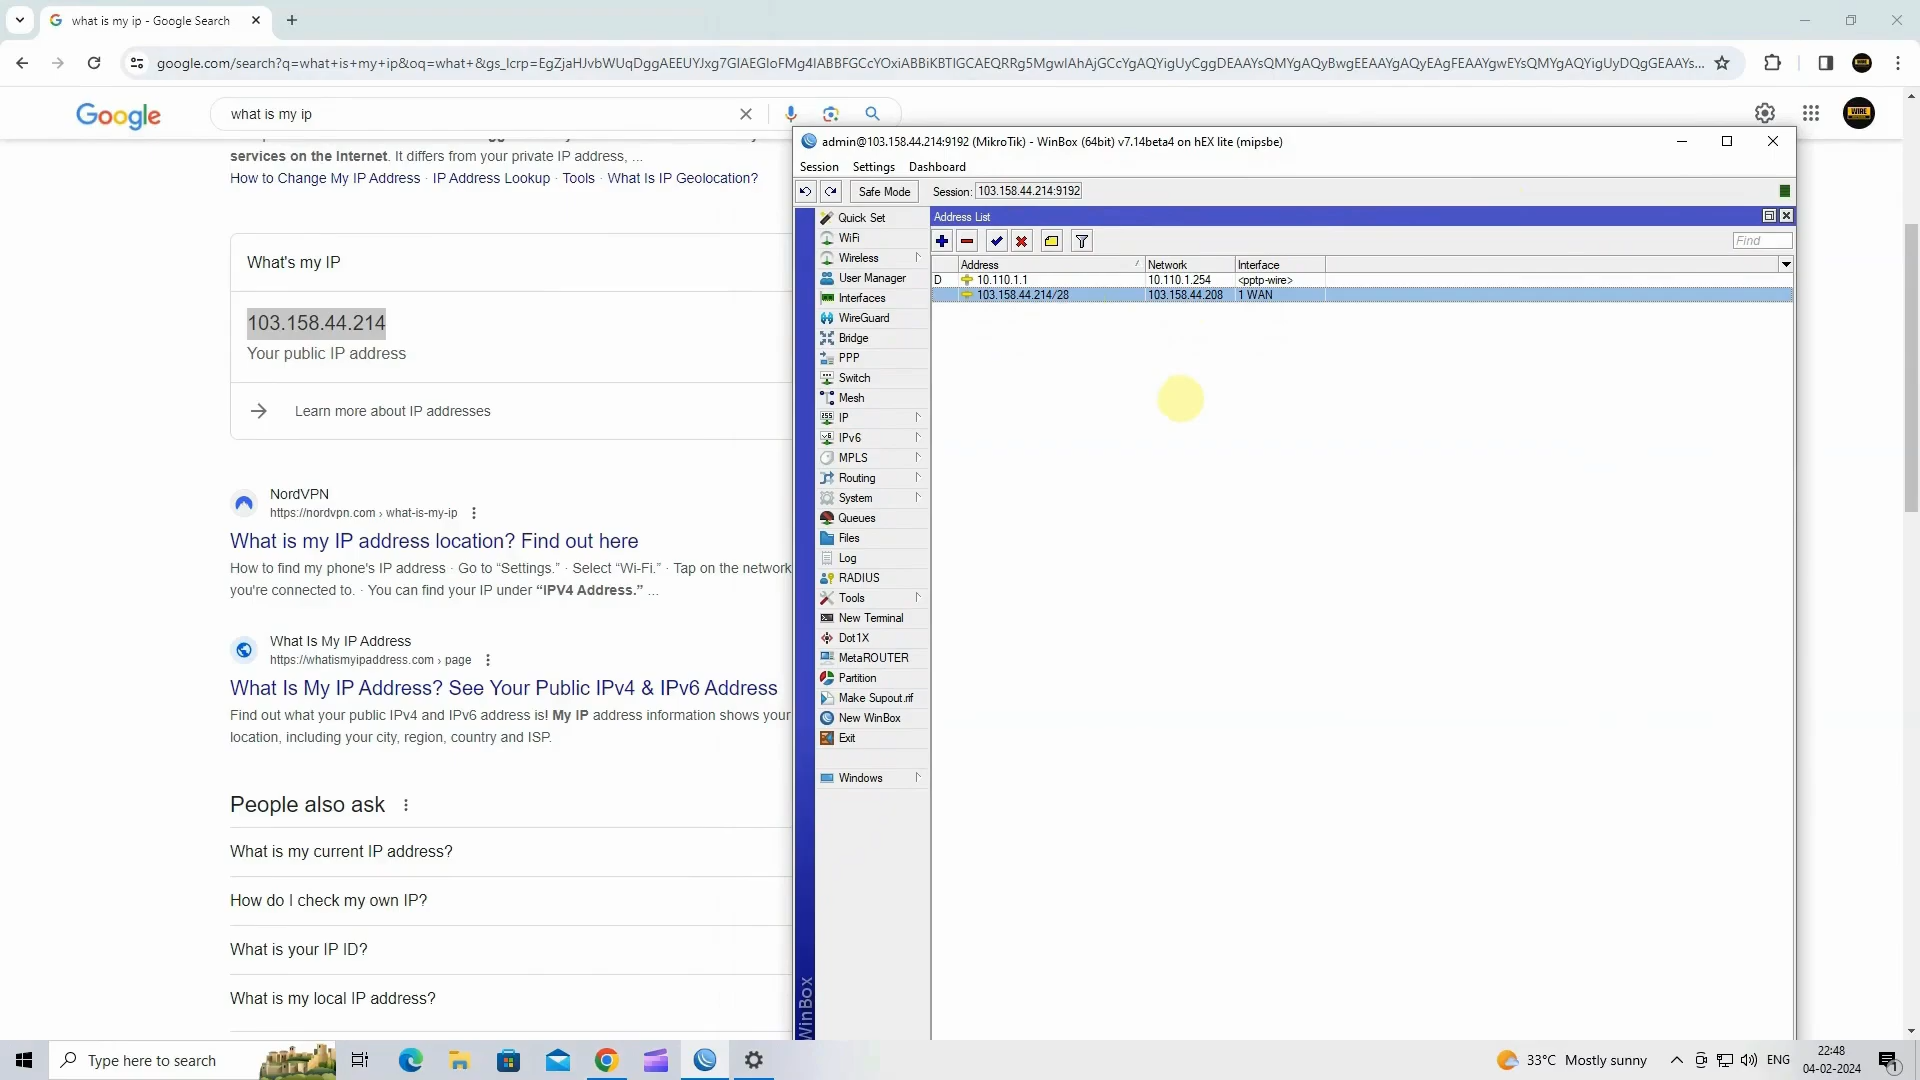 what is my ip - Google Search
google.com/search?q=what+is+my+ip&oq=what+&gs_lcrp=EgZjaHJvbWUqDggAEEUYJxg7GIAEGIoFMg4IABBFGCcYOxiABBiKBTIGCAEQRRg5MgwIAhAjGCcYgAQYigUyCggDEAAYsQMYgAQyBwgEEAAYgAQyEAgFEAAYgwEYsQMYgAQYigUyDQgGEAAYs...
Google
what is my ip
services on the Internet. It differs from your private IP address, ...
How to Change My IP Address · IP Address Lookup · Tools · What Is IP Geolocation?
What's my IP
103.158.44.214
Your public IP address
Learn more about IP addresses
NordVPN
https://nordvpn.com › what-is-my-ip
What is my IP address location? Find out here
How to find my phone's IP address · Go to “Settings.” · Select “Wi-Fi.” · Tap on the network
you're connected to. · You can find your IP under “IPV4 Address.” ...
What Is My IP Address
https://whatismyipaddress.com › page
What Is My IP Address? See Your Public IPv4 & IPv6 Address
Find out what your public IPv4 and IPv6 address is! My IP address information shows your
location, including your city, region, country and ISP.
People also ask
What is my current IP address?
How do I check my own IP?
What is your IP ID?
What is my local IP address?
admin@103.158.44.214:9192 (MikroTik) - WinBox (64bit) v7.14beta4 on hEX lite (mipsbe)
Session Settings Dashboard
Safe Mode Session: 103.158.44.214:9192
Quick Set
WiFi
Wireless
User Manager
Interfaces
WireGuard
Bridge
PPP
Switch
Mesh
IP
IPv6
MPLS
Routing
System
Queues
Files
Log
RADIUS
Tools
New Terminal
Dot1X
MetaROUTER
Partition
Make Supout.rif
New WinBox
Exit
Windows
WinBox
Address List
Find
Address Network Interface
D 10.110.1.1 10.110.1.254 <pptp-wire>
103.158.44.214/28 103.158.44.208 1 WAN
Type here to search
33°C Mostly sunny
ENG
22:48
04-02-2024
1